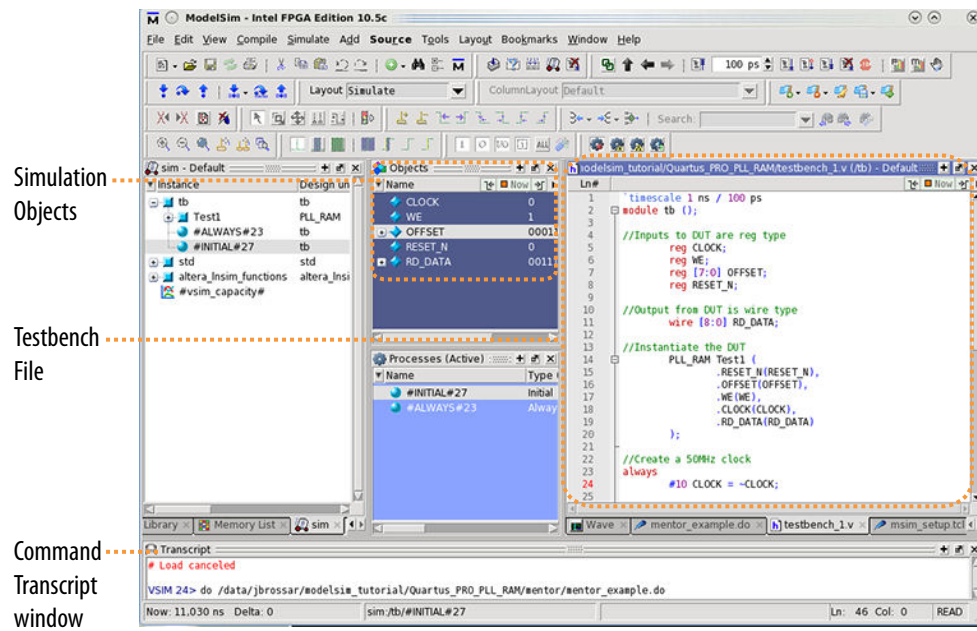 ModelSim - Intel FPGA Edition 10.5c
File Edit View Compile Simulate Add Source Tools Layout Bookmarks Window Help
100 ps
Layout Simulate
ColumnLayout Default
Search:
Simulation
Objects
sim - Default
Instance Design un
tb tb
Test1 PLL_RAM
#ALWAYS#23 tb
#INITIAL#27 tb
std std
altera_lnsim_functions altera_lnsi
#vsim_capacity#
Objects
Name Now
CLOCK 0
WE 1
OFFSET 0001
RESET_N 0
RD_DATA 0011
Testbench
File
Processes (Active)
Name Type
#INITIAL#27 Initial
#ALWAYS#23 Alway
odelsim_tutorial/Quartus_PRO_PLL_RAM/testbench_1.v (/tb) - Default
Ln# Now
1 `timescale 1 ns / 100 ps
2 module tb ();
3
4 //Inputs to DUT are reg type
5 reg CLOCK;
6 reg WE;
7 reg [7:0] OFFSET;
8 reg RESET_N;
9
10 //Output from DUT is wire type
11 wire [8:0] RD_DATA;
12
13 //Instantiate the DUT
14 PLL_RAM Test1 (
15 .RESET_N(RESET_N),
16 .OFFSET(OFFSET),
17 .WE(WE),
18 .CLOCK(CLOCK),
19 .RD_DATA(RD_DATA)
20 );
21
22 //Create a 50MHz clock
23 always
24 #10 CLOCK = ~CLOCK;
25
Library Memory List sim
Wave mentor_example.do testbench_1.v msim_setup.tcl
Command
Transcript
window
Transcript
# Load canceled
VSIM 24> do /data/jbrossar/modelsim_tutorial/Quartus_PRO_PLL_RAM/mentor/mentor_example.do
Now: 11,030 ns Delta: 0 sim:/tb/#INITIAL#27 Ln: 46 Col: 0 READ